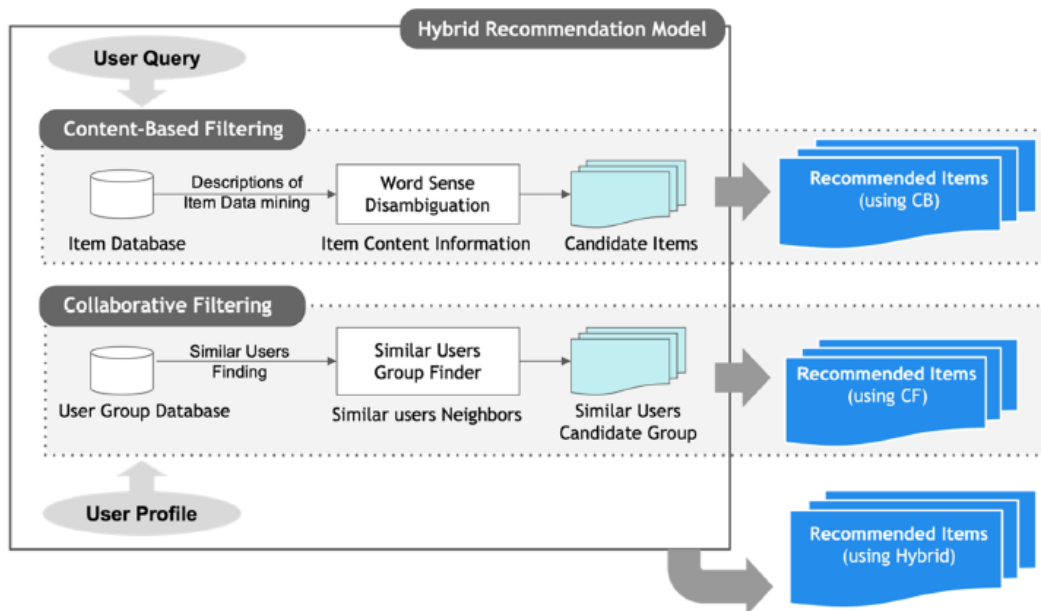 Hybrid Recommendation Model
User Query
Content-Based Filtering
Descriptions of
Item Data mining
Word Sense
Disambiguation
Item Database
Item Content Information
Candidate Items
Recommended Items
(using CB)
Collaborative Filtering
Similar Users
Finding
Similar Users
Group Finder
User Group Database
Similar users Neighbors
Similar Users
Candidate Group
Recommended Items
(using CF)
User Profile
Recommended Items
(using Hybrid)